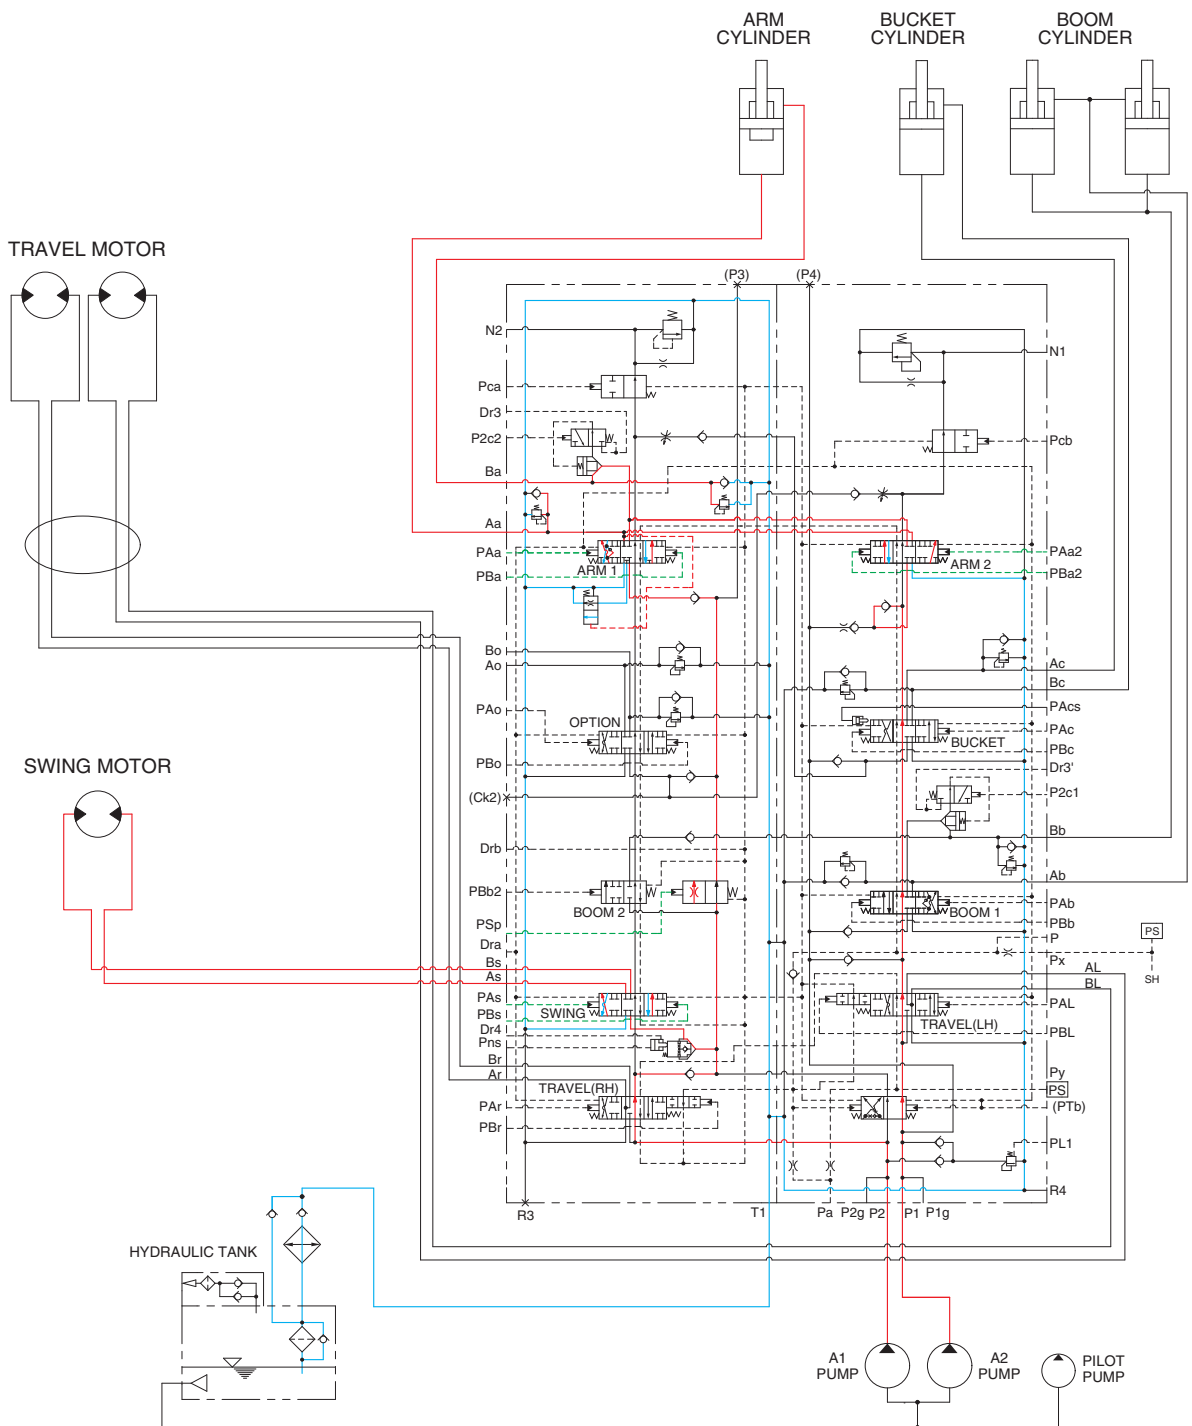 ARM
CYLINDER
BUCKET
CYLINDER
BOOM
CYLINDER
TRAVEL MOTOR
SWING MOTOR
(P3)
(P4)
N2
N1
Pca
Dr3
P2c2
Pcb
Ba
Aa
PAa
ARM 1
PBa
ARM 2
PAa2
PBa2
Bo
Ao
Ac
Bc
PAo
OPTION
PAcs
PAc
BUCKET
PBo
PBc
Dr3'
(Ck2)
P2c1
Bb
Drb
Ab
PBb2
BOOM 2
BOOM 1
PAb
PSp
PBb
P
PS
Dra
Px
Bs
As
AL
SH
BL
PAs
SWING
PBs
PAL
TRAVEL(LH)
Dr4
PBL
Pns
Br
Ar
Py
TRAVEL(RH)
PS
PAr
(PTb)
PBr
PL1
R4
R3
T1
Pa
P2g
P2
P1
P1g
HYDRAULIC TANK
A1
PUMP
A2
PUMP
PILOT
PUMP